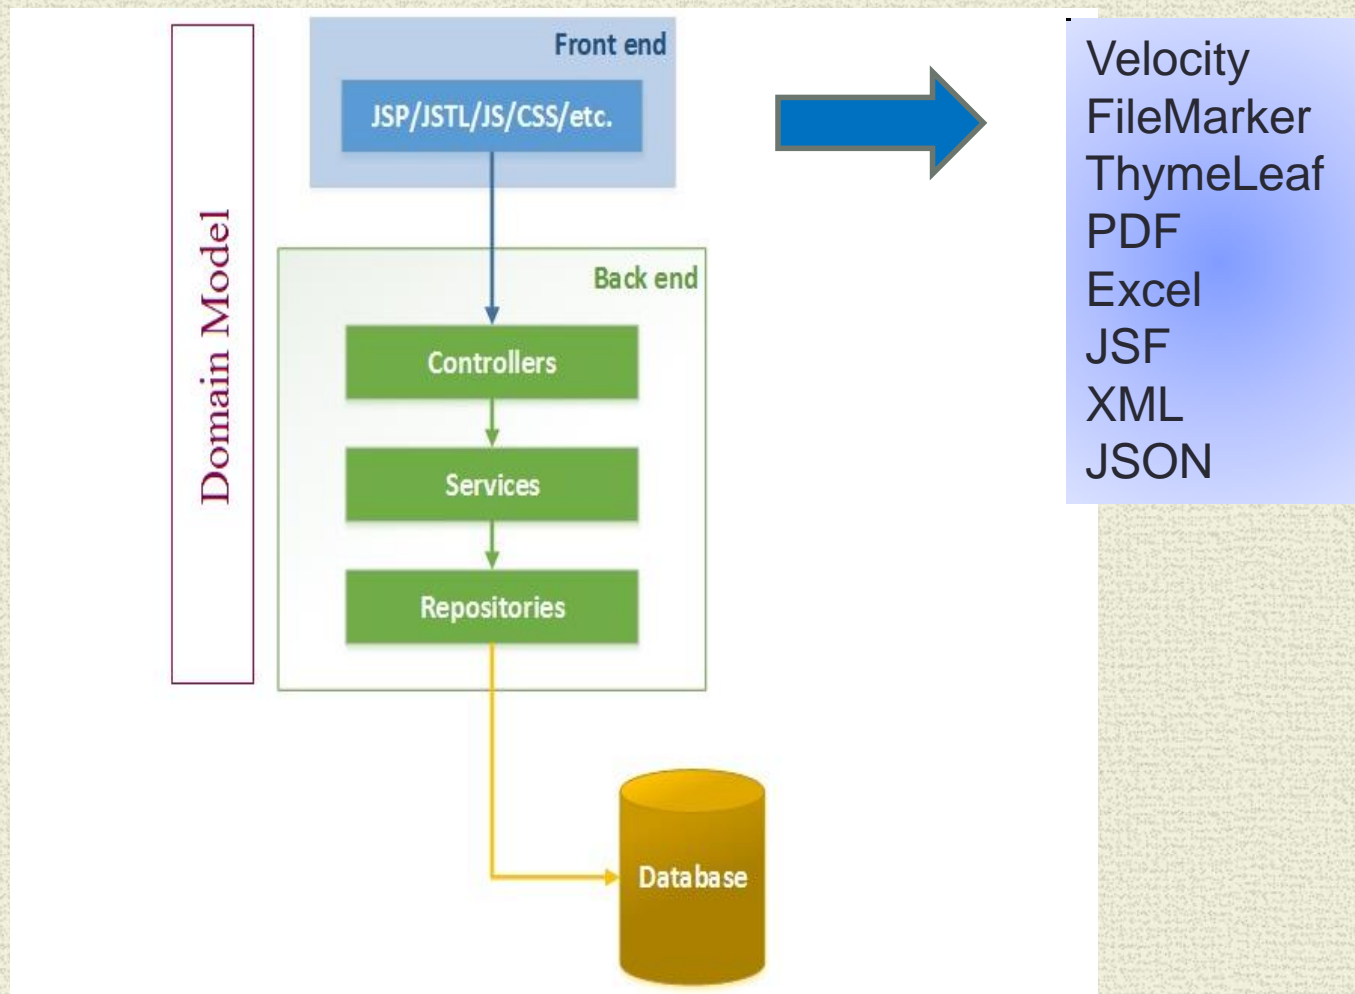 Domain Model
Front end
JSP/JSTL/JS/CSS/etc.
Back end
Controllers
Services
Repositories
Database
Velocity
FileMarker
ThymeLeaf
PDF
Excel
JSF
XML
JSON